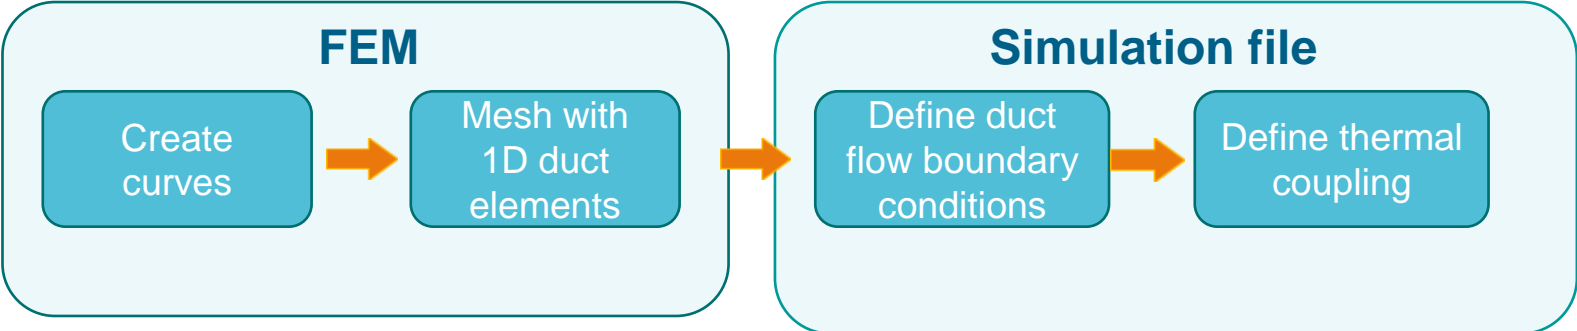 FEM
Create
curves
Mesh with
1D duct
elements
Simulation file
Define duct
flow boundary
conditions
Define thermal
coupling